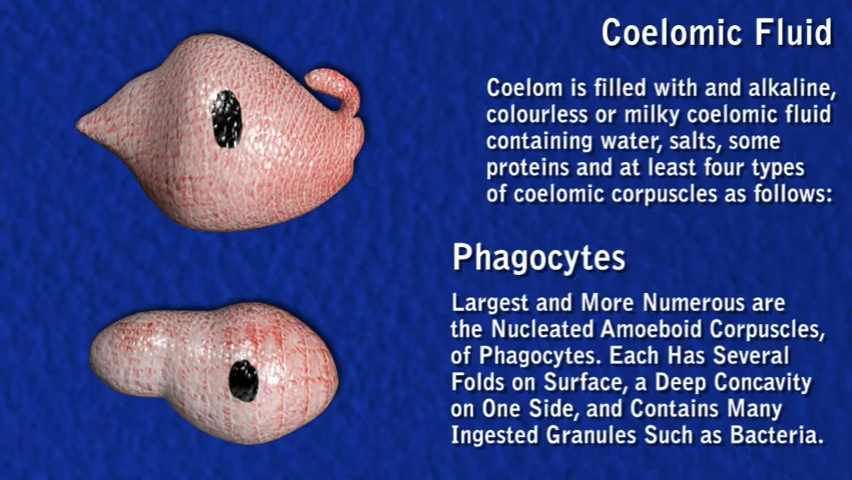 Coelomic Fluid
Coelom is filled with and alkaline,
colourless or milky coelomic fluid
containing water, salts, some
proteins and at least four types
of coelomic corpuscles as follows:
Phagocytes
Largest and More Numerous are
the Nucleated Amoeboid Corpuscles,
of Phagocytes. Each Has Several
Folds on Surface, a Deep Concavity
on One Side, and Contains Many
Ingested Granules Such as Bacteria.